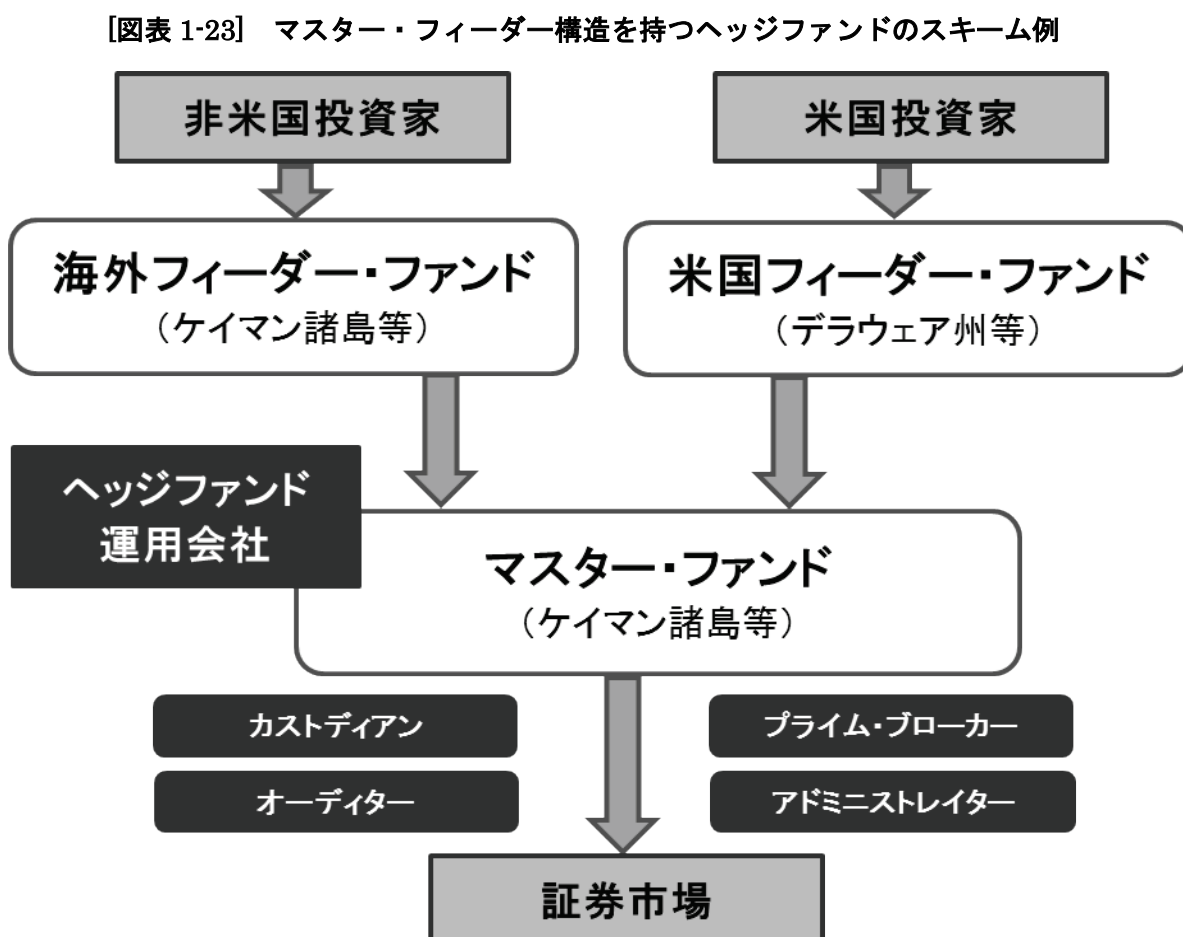 [図表 1-23] マスター・フィーダー構造を持つヘッジファンドのスキーム例
非米国投資家
米国投資家
海外フィーダー・ファンド
（ケイマン諸島等）
米国フィーダー・ファンド
（デラウェア州等）
ヘッジファンド
運用会社
マスター・ファンド
（ケイマン諸島等）
カストディアン
プライム・ブローカー
オーディター
アドミニストレイター
証券市場